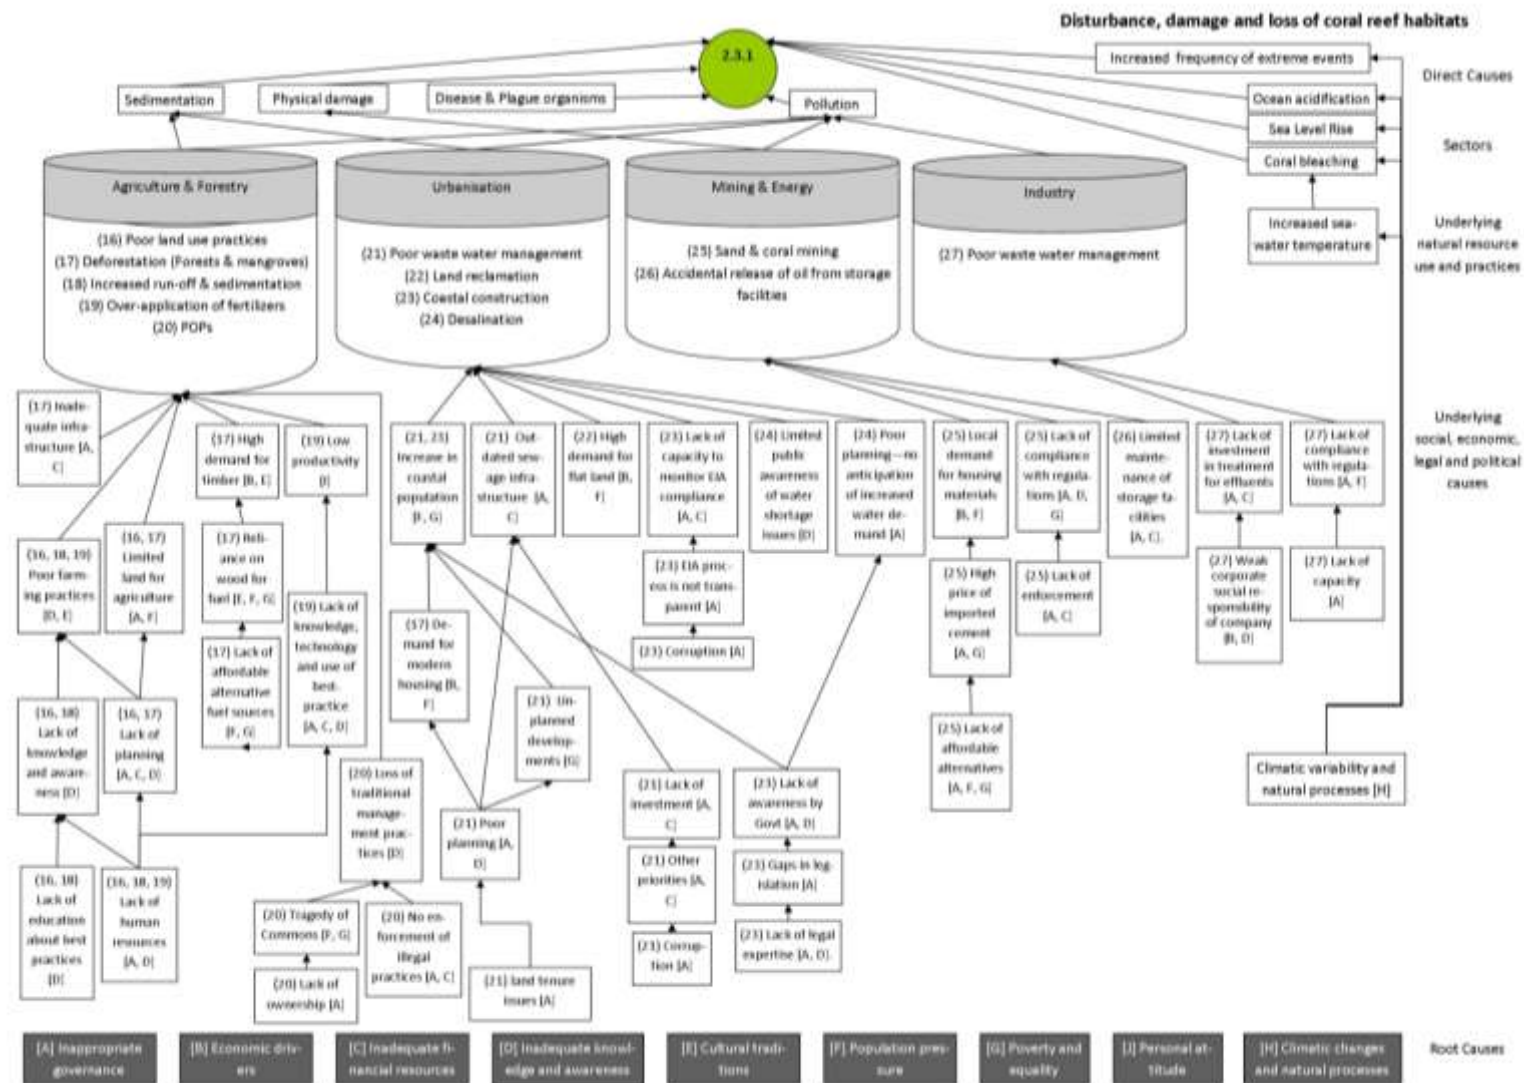 Disturbance, damage and loss of coral reef habitats
2.3.1
Increased frequency of extreme events
Direct Causes
Sedimentation
Physical damage
Disease & Plague organisms
Pollution
Ocean acidification
Sea Level Rise
Coral bleaching
Sectors
Agriculture & Forestry
Urbanisation
Mining & Energy
Industry
Increased sea-
water temperature
Underlying
natural resource
use and practices
(16) Poor land use practices
(17) Deforestation (Forests & mangroves)
(18) Increased run-off & sedimentation
(19) Over-application of fertilizers
(20) POPs
(21) Poor waste water management
(22) Land reclamation
(23) Coastal construction
(24) Desalination
(25) Sand & coral mining
(26) Accidental release of oil from storage
facilities
(27) Poor waste water management
Underlying
social, economic,
legal and political
causes
(17) Inade-
quate infra-
structure [A,
C]
(17) High
demand for
timber [B, E]
(19) Low
productivity
(21, 23)
Increase in
coastal
population
[F, G]
(21) Out-
dated sew-
age infra-
structure [A,
C]
(22) High
demand for
flat land [B,
F]
(23) Lack of
capacity to
monitor EIA
compliance
[A, C]
(24) Limited
public
awareness
of water
shortage
issues [D]
(24) Poor
planning—no
anticipation
of increased
water de-
mand [A]
(25) Local
demand
for housing
materials
[B, F]
(25) Lack of
compliance
with regula-
tions [A, D,
G]
(26) Limited
mainte-
nance of
storage fa-
cilities
[A, C].
(27) Lack of
investment
in treatment
for effluents
[A, C]
(27) Lack of
compliance
with regula-
tions [A, F]
(16, 18, 19)
Poor farm-
ing practices
[D, E]
(16, 17)
Limited
land for
agriculture
[A, F]
(17) Reli-
ance on
wood for
fuel [E, F, G]
(17) Lack of
affordable
alternative
fuel sources
[F, G]
(19) Lack of
knowledge,
technology
and use of
best-
practice
[A, C, D]
(23) EIA proc-
ess is not trans-
parent [A]
(23) Corruption [A]
(25) High
price of
imported
cement
[A, G]
(25) Lack of
enforcement
[A, C]
(27) Weak
corporate
social re-
sponsibility
of company
[B, D]
(27) Lack of
capacity
[A]
(17) De-
mand for
modern
housing [B,
F]
(21) Un-
planned
develop-
ments [G]
(16, 18)
Lack of
knowledge
and aware-
ness [D]
(16, 17)
Lack of
planning
[A, C, D]
(25) Lack of
affordable
alternatives
[A, F, G]
Climatic variability and
natural processes [H]
(20) Loss of
traditional
manage-
ment prac-
tices [D]
(21) Poor
planning [A,
D]
(21) Lack of
investment [A,
C]
(23) Lack of
awareness by
Govt [A, D]
(21) Other
priorities [A,
C]
(23) Gaps in leg-
islation [A]
(21) Corrup-
tion [A]
(23) Lack of legal
expertise [A, D].
(16, 18)
Lack of
education
about best
practices
[D]
(16, 18, 19)
Lack of
human
resources
[A, D]
(20) Tragedy of
Commons [F, G]
(20) Lack of
ownership [A]
(20) No en-
forcement of
illegal
practices [A, C]
(21) land tenure
issues [A]
[A] Inappropriate
governance
[B] Economic driv-
ers
[C] Inadequate fi-
nancial resources
[D] Inadequate knowl-
edge and awareness
[E] Cultural tradi-
tions
[F] Population pres-
sure
[G] Poverty and
equality
[J] Personal at-
titude
[H] Climatic changes
and natural processes
Root Causes